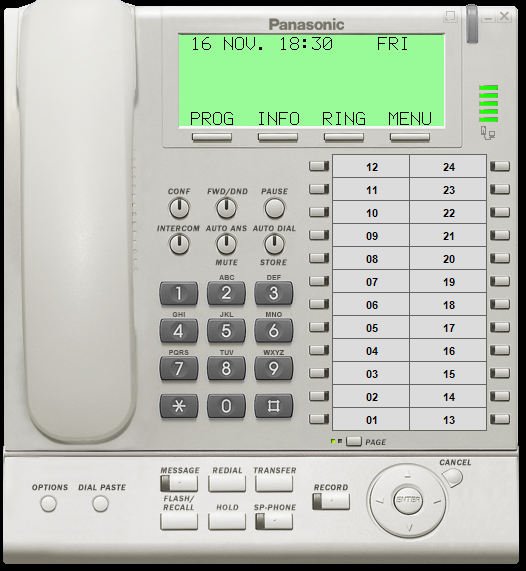 Panasonic
16 NOV. 18:30 FRI
PROG INFO RING MENU
CONF FWD/DND PAUSE
INTERCOM AUTO ANS AUTO DIAL
MUTE STORE
ABC DEF
1 2 3
GHI JKL MNO
4 5 6
PQRS TUV WXYZ
7 8 9
* 0 #
12 24
11 23
10 22
09 21
08 20
07 19
06 18
05 17
04 16
03 15
02 14
01 13
PAGE
OPTIONS DIAL PASTE
MESSAGE REDIAL TRANSFER
FLASH/
RECALL HOLD SP-PHONE
RECORD
CANCEL
ENTER